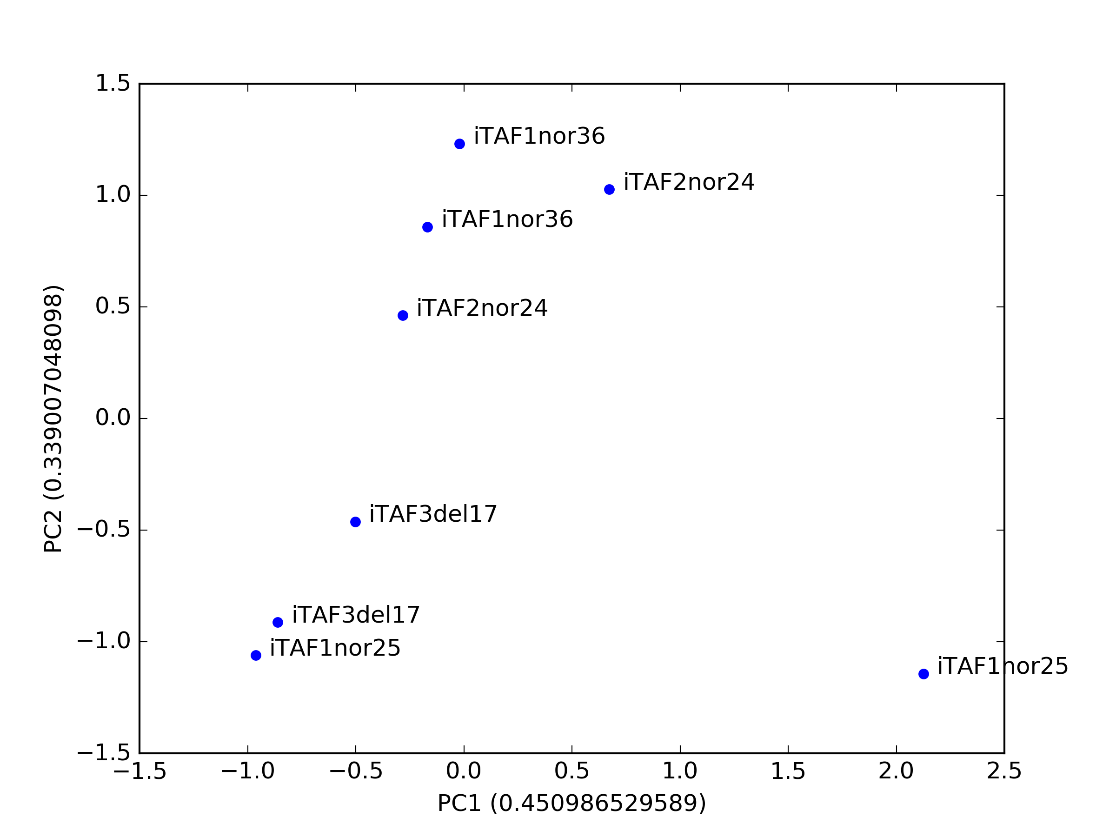 1.5
iTAF1nor36
iTAF2nor24
1.0
iTAF1nor36
0.5
iTAF2nor24
0.0
PC2 (0.339007048098)
−0.5
iTAF3del17
iTAF3del17
−1.0
iTAF1nor25
iTAF1nor25
−1.5
−1.5 −1.0 −0.5 0.0 0.5 1.0 1.5 2.0 2.5
PC1 (0.450986529589)